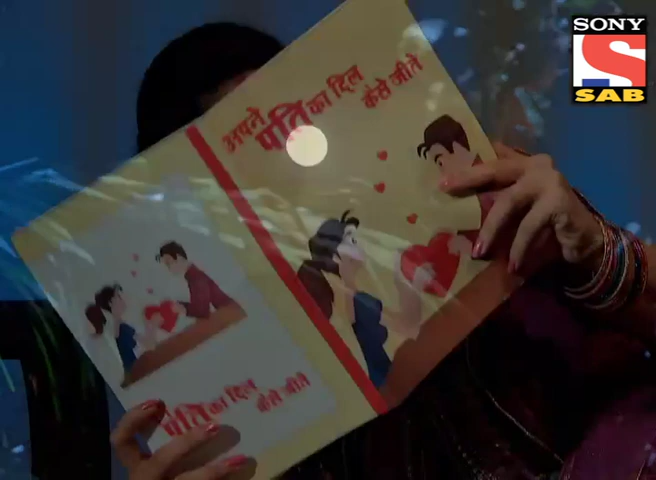 SONY
S
SAB
अपने
पति का दिल
कैसे जीते
पति का दिल
कैसे जीते